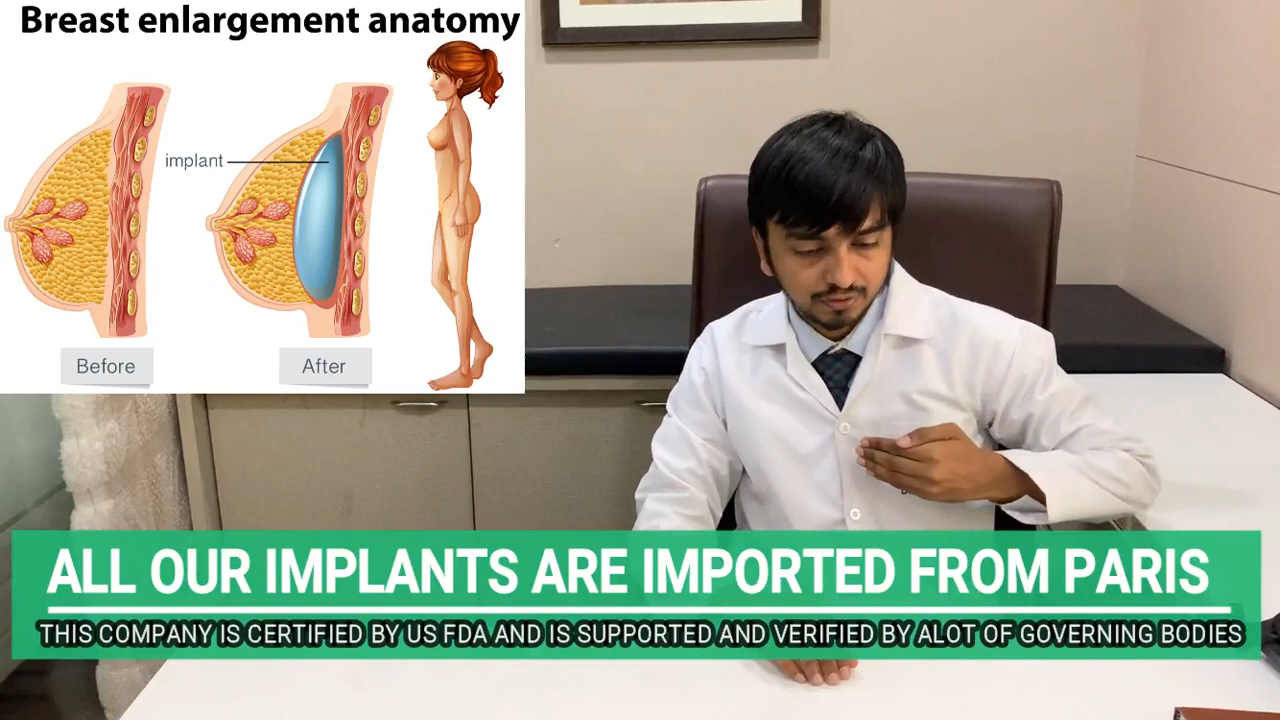 Breast enlargement anatomy
implant
Before
After
ALL OUR IMPLANTS ARE IMPORTED FROM PARIS
THIS COMPANY IS CERTIFIED BY US FDA AND IS SUPPORTED AND VERIFIED BY ALOT OF GOVERNING BODIES